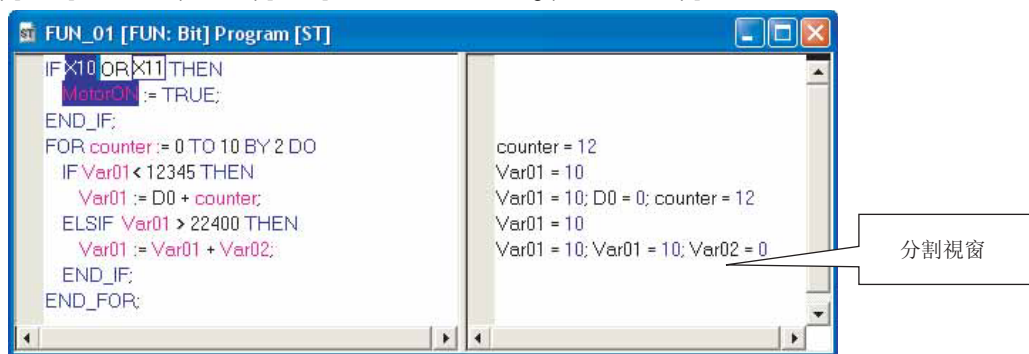 ST FUN_01 [FUN: Bit] Program [ST]
IF X10 OR X11 THEN
MotorON := TRUE;
END_IF;
FOR counter := 0 TO 10 BY 2 DO
IF Var01 < 12345 THEN
Var01 := D0 + counter;
ELSIF Var01 > 22400 THEN
Var01 := Var01 + Var02;
END_IF;
END_FOR;
counter = 12
Var01 = 10
Var01 = 10; D0 = 0; counter = 12
Var01 = 10
Var01 = 10; Var01 = 10; Var02 = 0
分割視窗